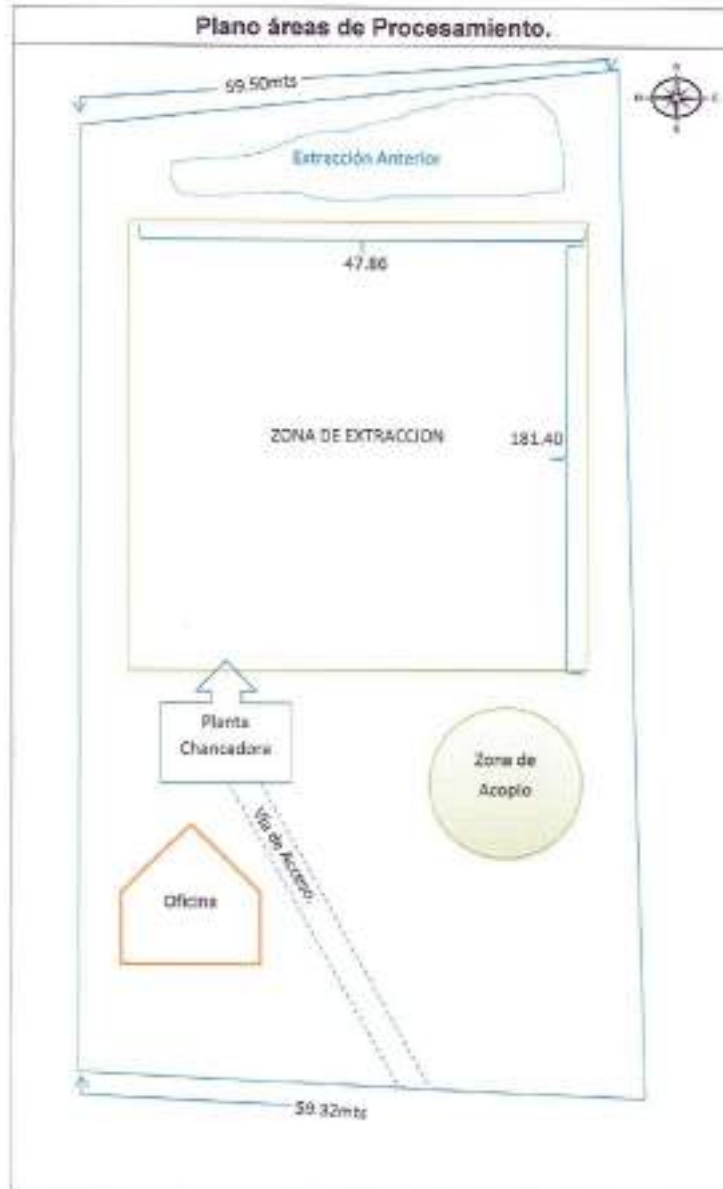 Plano áreas de Procesamiento.
59.50mts
N
O
E
S
Extracción Anterior
47.86
ZONA DE EXTRACCION
181.40
Planta
Chancadora
Zona de
Acopio
Vía de Acceso.
Oficina
59.32mts